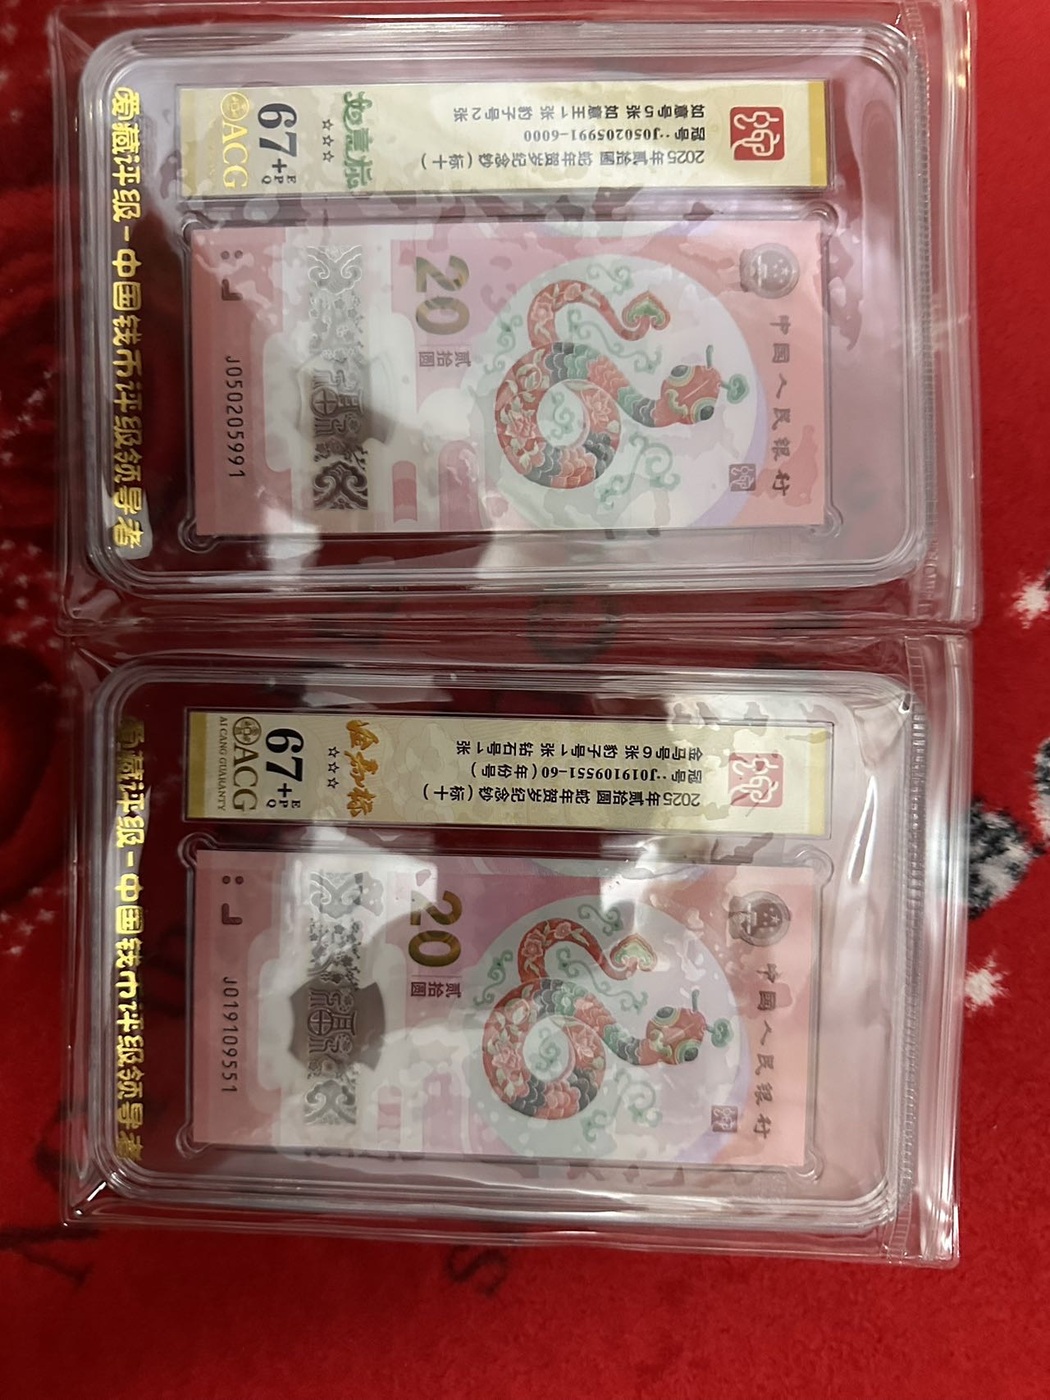 爱藏评级-中国钱币评级领导者
2025年贰拾圓 蛇年贺岁纪念钞（标十）
冠号：J050205991-6000
如意号5张 如意王1张 豹子号2张
如意标
☆☆☆
67+
E
PQ
ACG
中國人民銀行
20
貳拾圓
J050205991
爱藏评级-中国钱币评级领导者
2025年贰拾圓 蛇年贺岁纪念钞（标十）
冠号：J019109551-60（年份号）
金马号6张 豹子号1张 钻石号1张
☆☆☆
67+
E
PQ
ACG
AI CANG GUARANTY
中國人民銀行
20
貳拾圓
J019109551